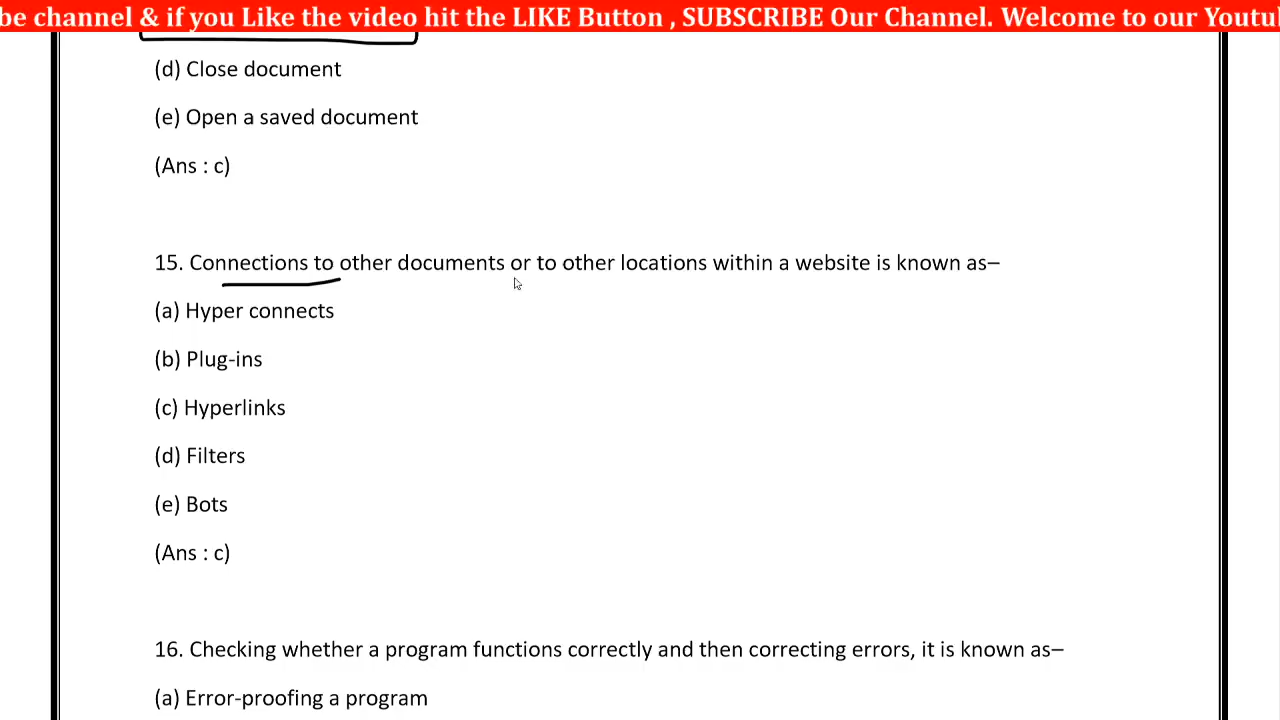 be channel & if you Like the video hit the LIKE Button , SUBSCRIBE Our Channel. Welcome to our
(d) Close document
(e) Open a saved document
(Ans : c)
15. Connections to other documents or to other locations within a website is known as–
(a) Hyper connects
(b) Plug-ins
(c) Hyperlinks
(d) Filters
(e) Bots
(Ans : c)
16. Checking whether a program functions correctly and then correcting errors, it is known as–
(a) Error-proofing a program